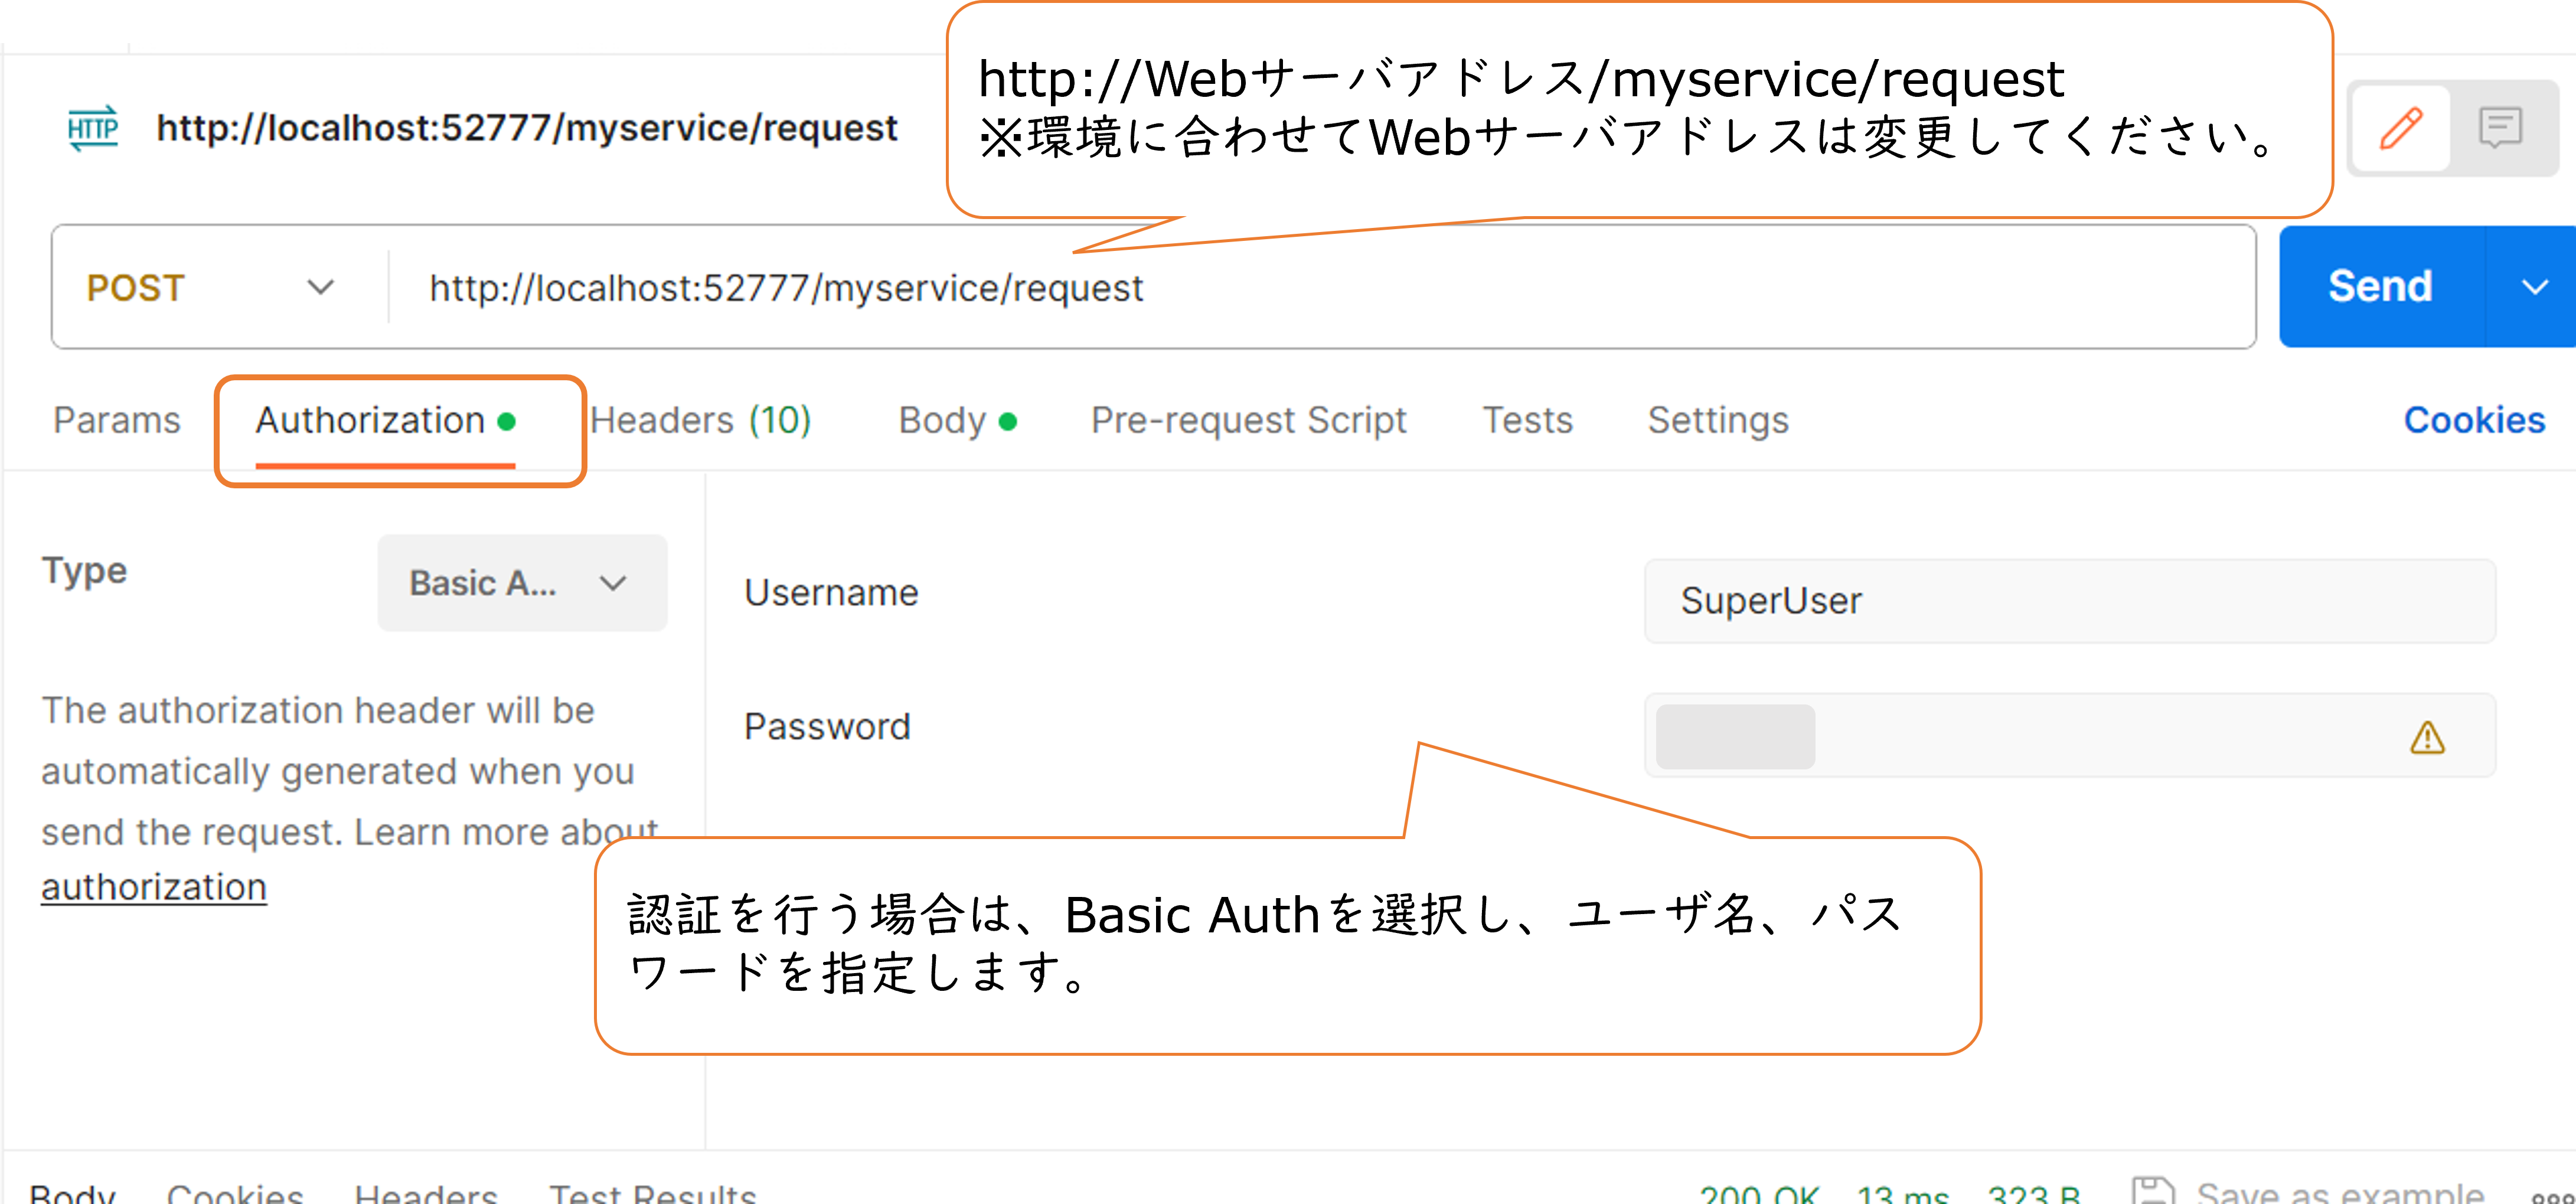 http://Webサーバアドレス/myservice/request
※環境に合わせてWebサーバアドレスは変更してください。
HTTP http://localhost:52777/myservice/request
POST http://localhost:52777/myservice/request Send
Params Authorization Headers (10) Body Pre-request Script Tests Settings Cookies
Type Basic A...
Username SuperUser
Password
The authorization header will be
automatically generated when you
send the request. Learn more about
authorization
認証を行う場合は、Basic Authを選択し、ユーザ名、パス
ワードを指定します。
Body Cookies Headers Test Results 200 OK 13 ms 323 B Save as example